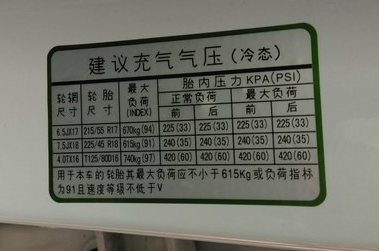 建议充气气压(冷态)
轮辋尺寸 轮胎尺寸 最大负荷(INDEX) 胎内压力 KPA(PSI)
正常负荷 最大负荷
前 后 前 后
6.5JX17 215/55 R17 670kg(94) 225(33) 225(33) 225(33) 225(33)
7.5JX18 225/45 R18 615kg(91) 240(35) 240(35) 240(35) 240(35)
4.0TX16 T125/80D16 740kg(97) 420(60) 420(60) 420(60) 420(60)
用于本车的轮胎其最大负荷应不小于615Kg或负荷指标
为91且速度等级不低于V